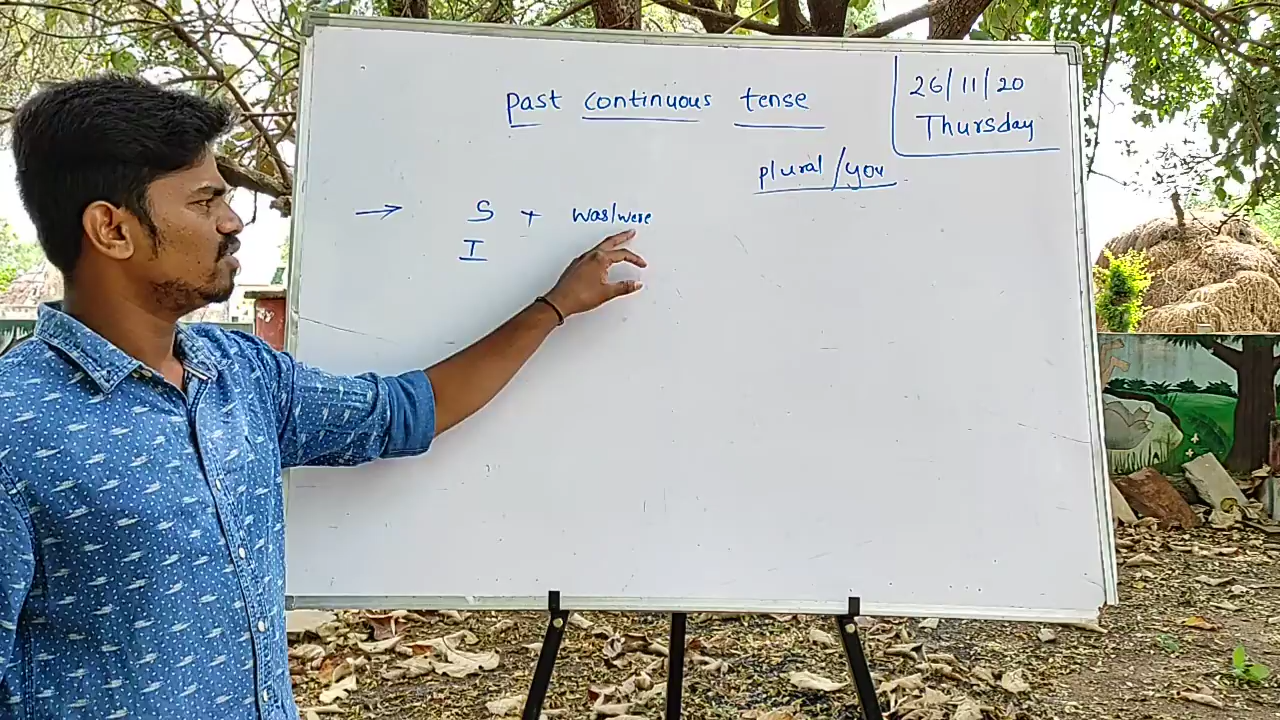 past continuous tense
26/11/20
Thursday
plural/you
→ S + was/were
I